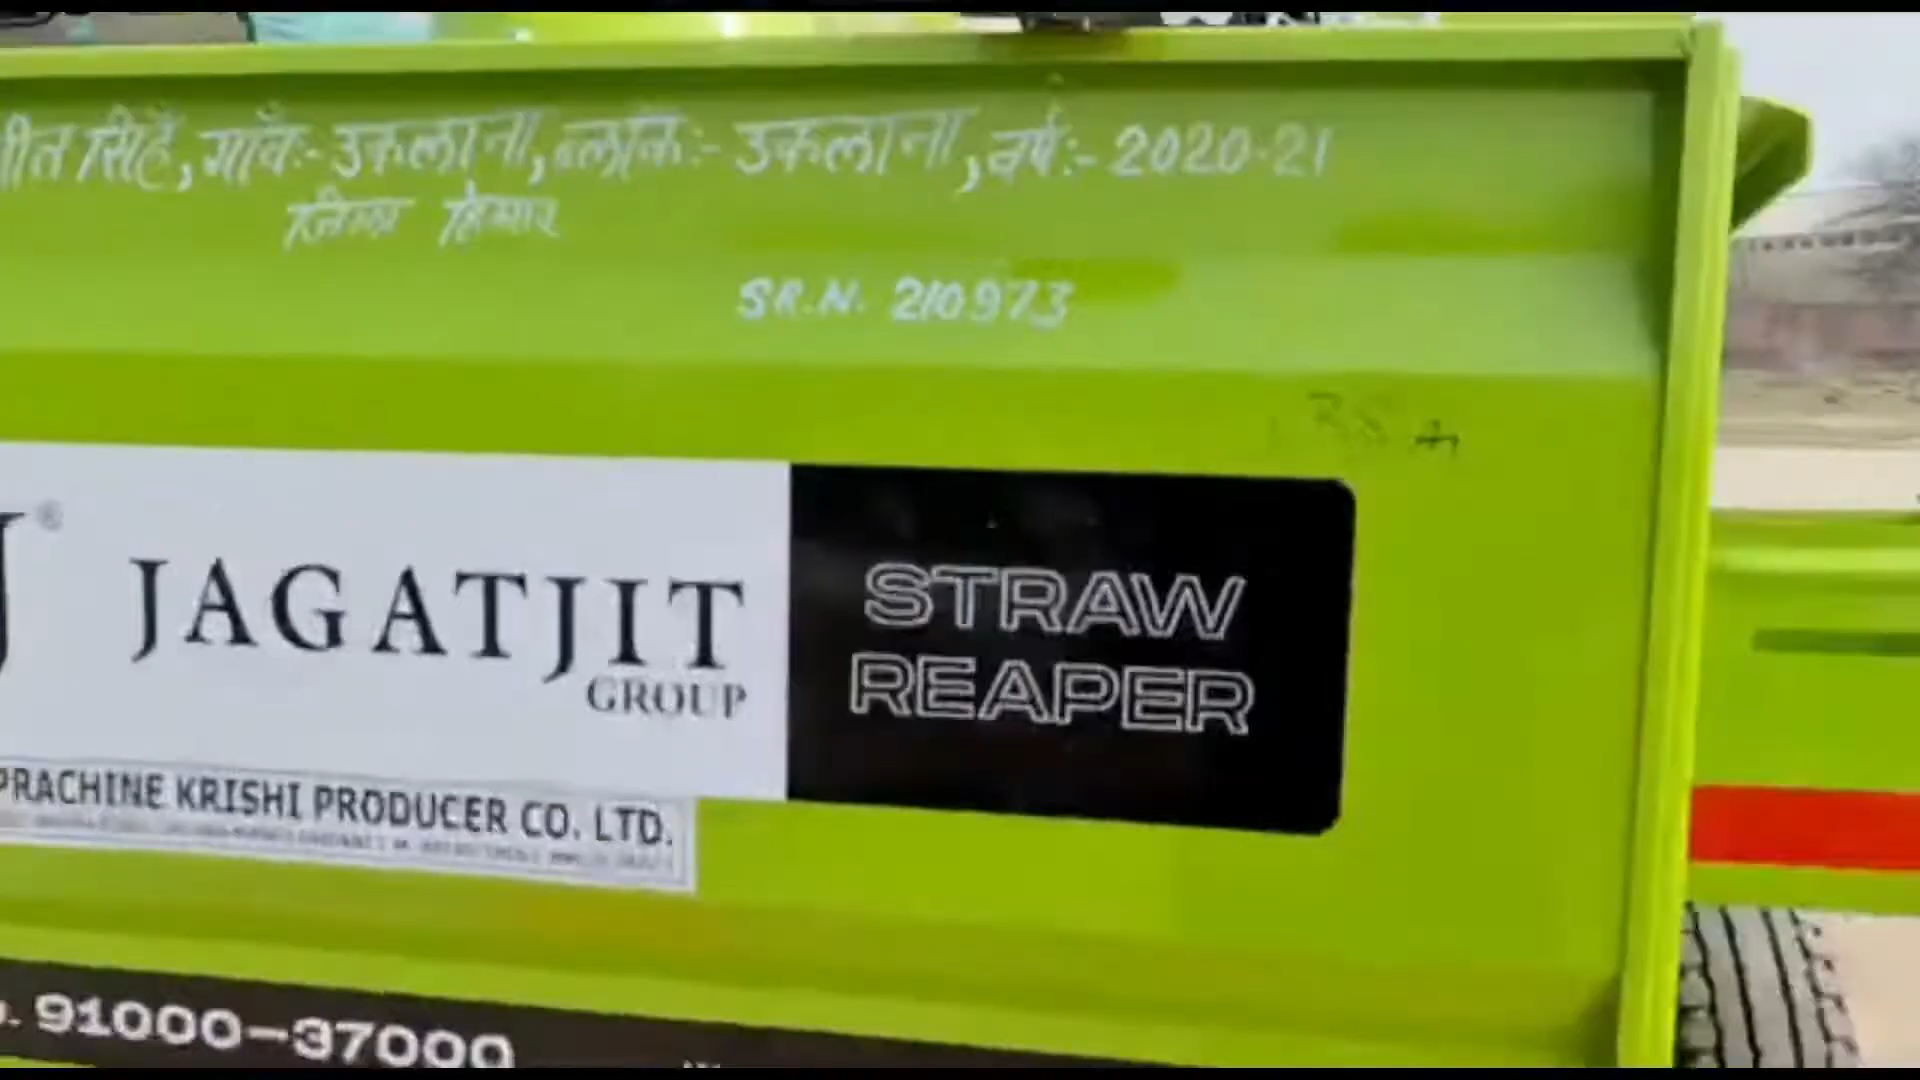 सिहँ, गाँव:- उकलाना, ब्लॉक:- उकलाना, वर्ष:- 2020-21
जिला हिसार
SR.N. 210973
J®
JAGATJIT
GROUP
STRAW
REAPER
PRACHINE KRISHI PRODUCER CO. LTD.
91000-37000